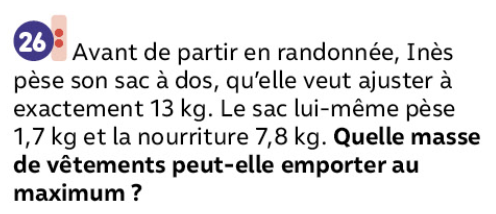 26
Avant de partir en randonnée, Inès
pèse son sac à dos, qu'elle veut ajuster à
exactement 13 kg. Le sac lui-même pèse
1,7 kg et la nourriture 7,8 kg. Quelle masse
de vêtements peut-elle emporter au
maximum ?